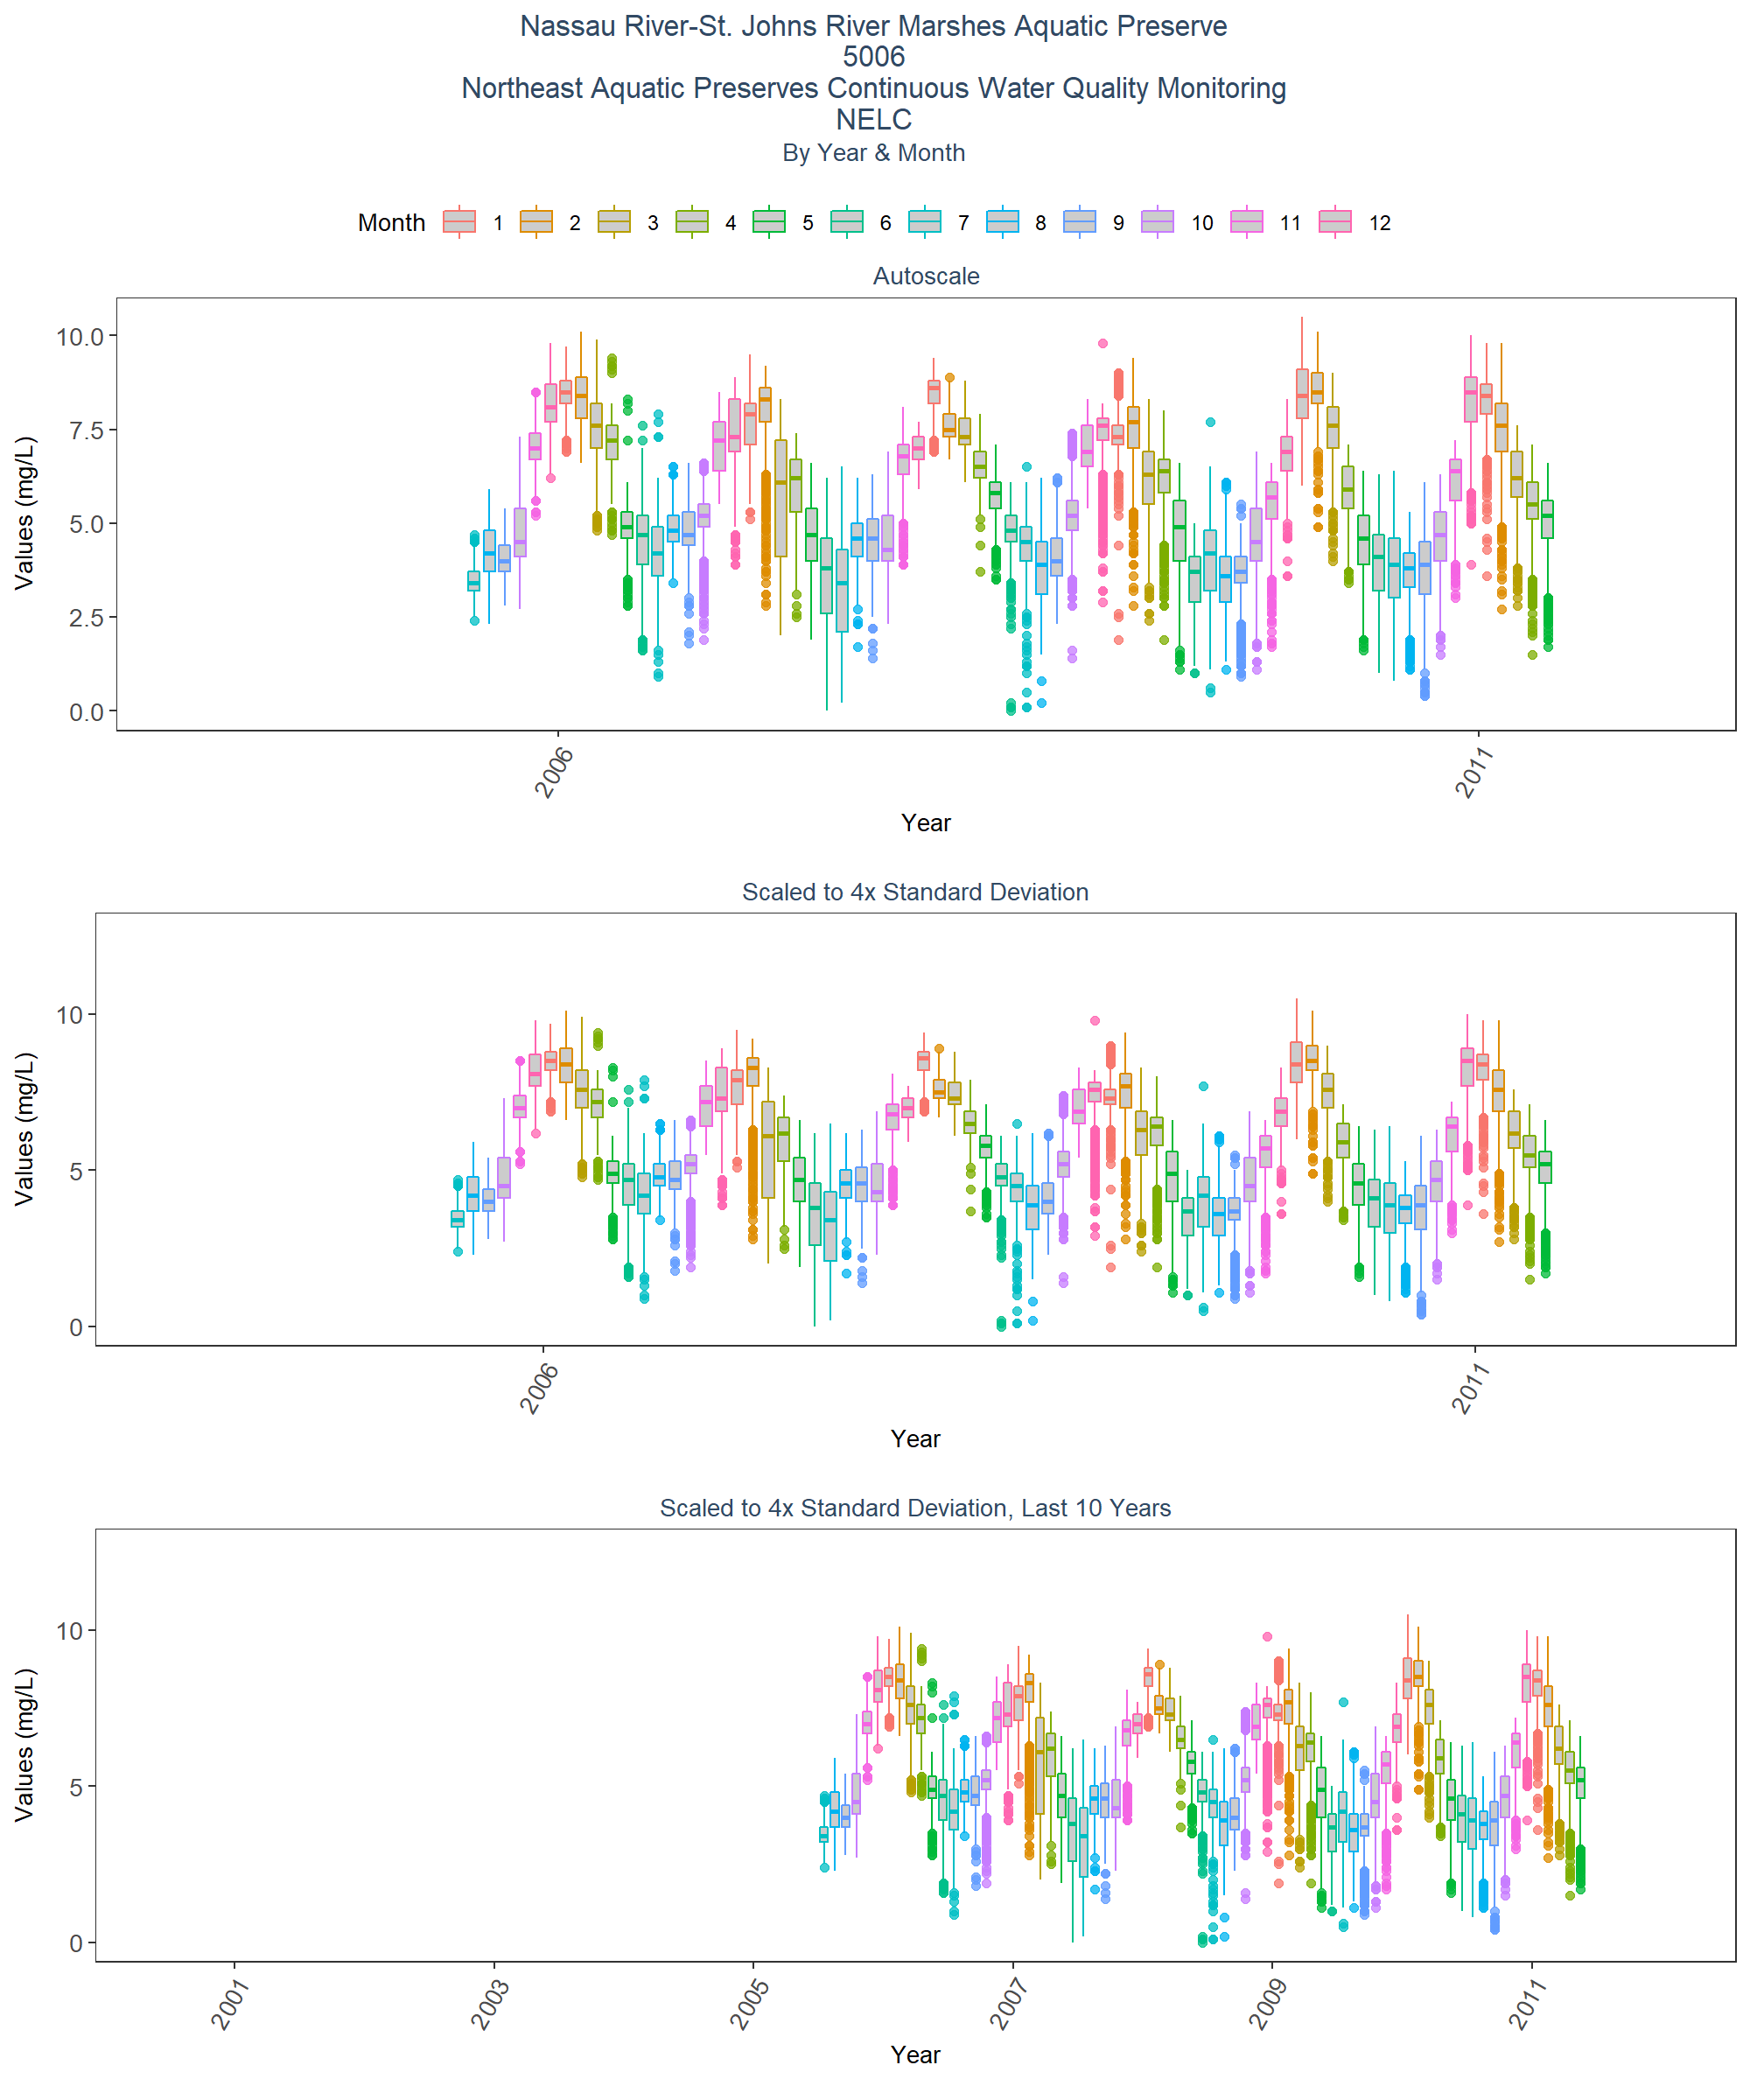 Nassau River-St. Johns River Marshes Aquatic Preserve
5006
Northeast Aquatic Preserves Continuous Water Quality Monitoring
NELC
By Year & Month
Month 1 2 3 4 5 6 7 8 9 10 11 12
Autoscale
Values (mg/L)
10.0
7.5
5.0
2.5
0.0
2006 2011
Year
Scaled to 4x Standard Deviation
Values (mg/L)
10
5
0
2006 2011
Year
Scaled to 4x Standard Deviation, Last 10 Years
Values (mg/L)
10
5
0
2001 2003 2005 2007 2009 2011
Year